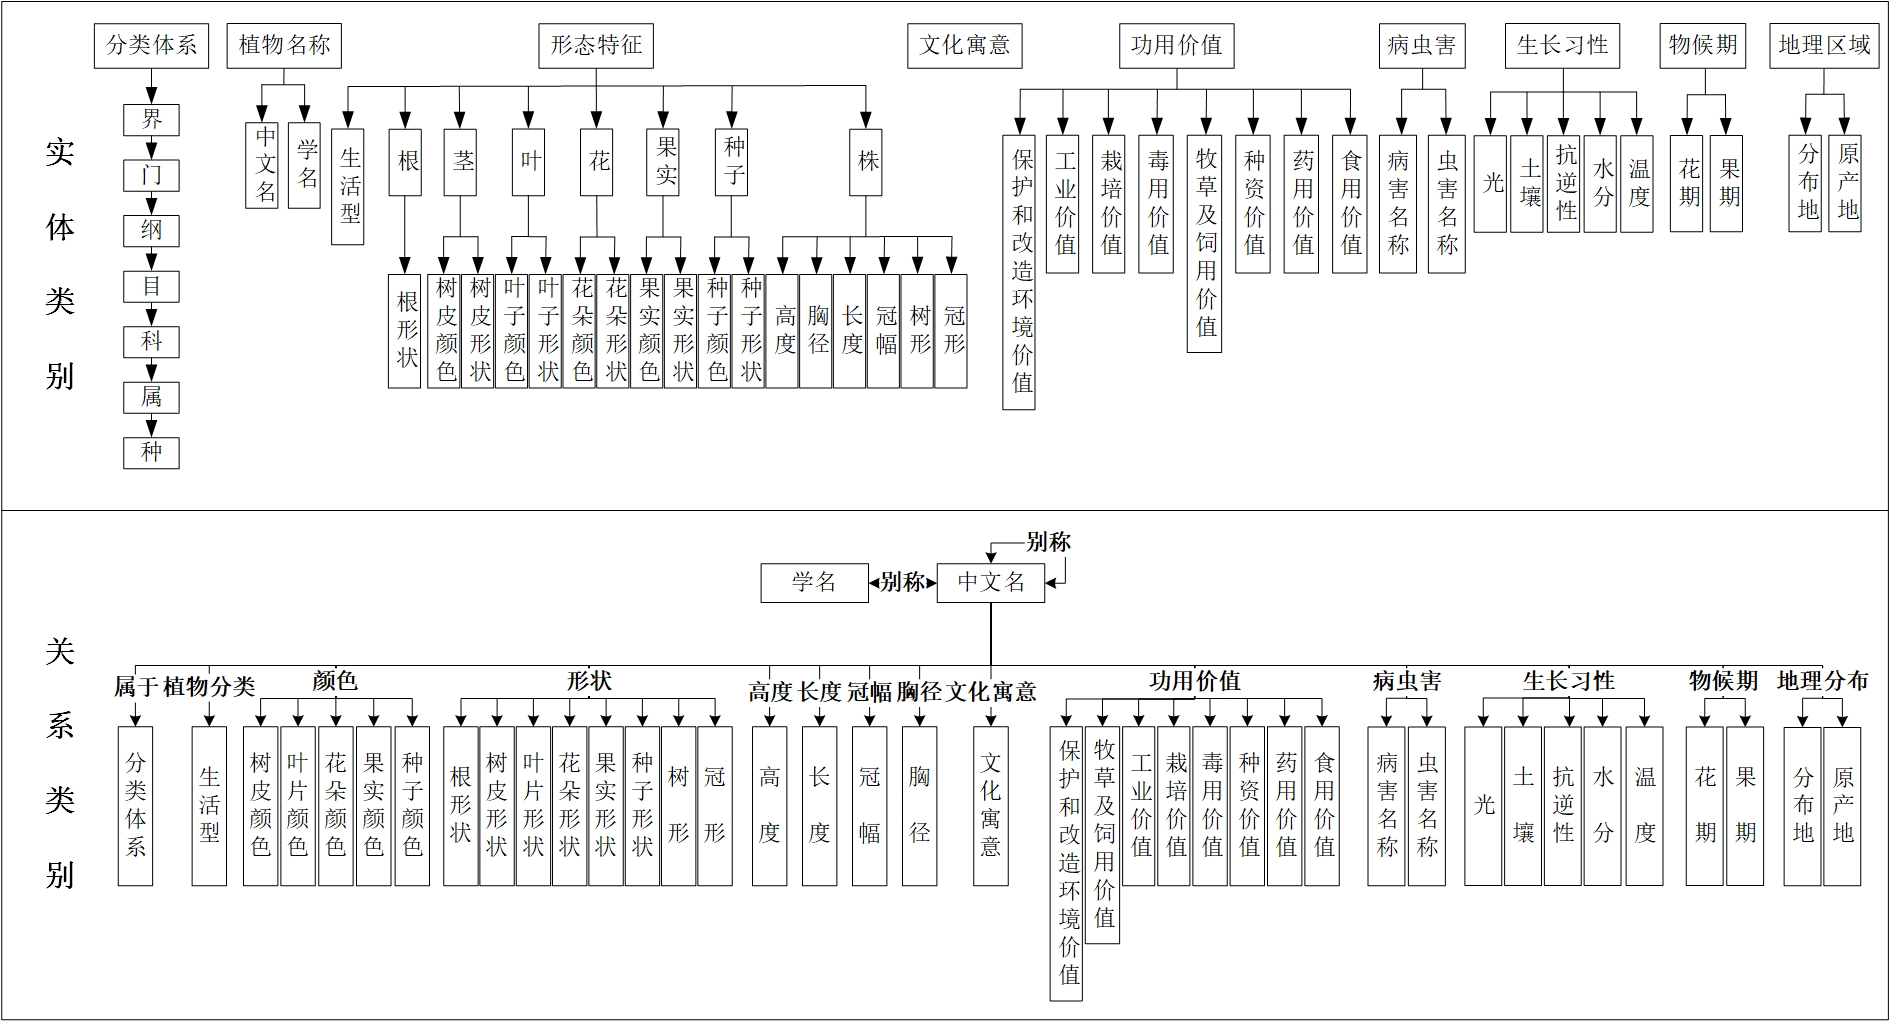 实体类别
分类体系
植物名称
形态特征
文化寓意
功用价值
病虫害
生长习性
物候期
地理区域
界
门
纲
目
科
属
种
中文名
学名
生活型
根
茎
叶
花
果实
种子
株
根形状
树皮颜色
树皮形状
叶子颜色
叶子形状
花朵颜色
花朵形状
果实颜色
果实形状
种子颜色
种子形状
高度
胸径
长度
冠幅
树形
冠形
保护和改造环境价值
工业价值
栽培价值
毒用价值
牧草及饲用价值
种资价值
药用价值
食用价值
病害名称
虫害名称
光
土壤
抗逆性
水分
温度
花期
果期
分布地
原产地
关系类别
别称
学名
别称
中文名
属于
植物分类
颜色
形状
高度
长度
冠幅
胸径
文化寓意
功用价值
病虫害
生长习性
物候期
地理分布
分类体系
生活型
树皮颜色
叶片颜色
花朵颜色
果实颜色
种子颜色
根形状
树皮形状
叶片形状
花朵形状
果实形状
种子形状
树形
冠形
高度
长度
冠幅
胸径
文化寓意
保护和改造环境价值
牧草及饲用价值
工业价值
栽培价值
毒用价值
种资价值
药用价值
食用价值
病害名称
虫害名称
光
土壤
抗逆性
水分
温度
花期
果期
分布地
原产地